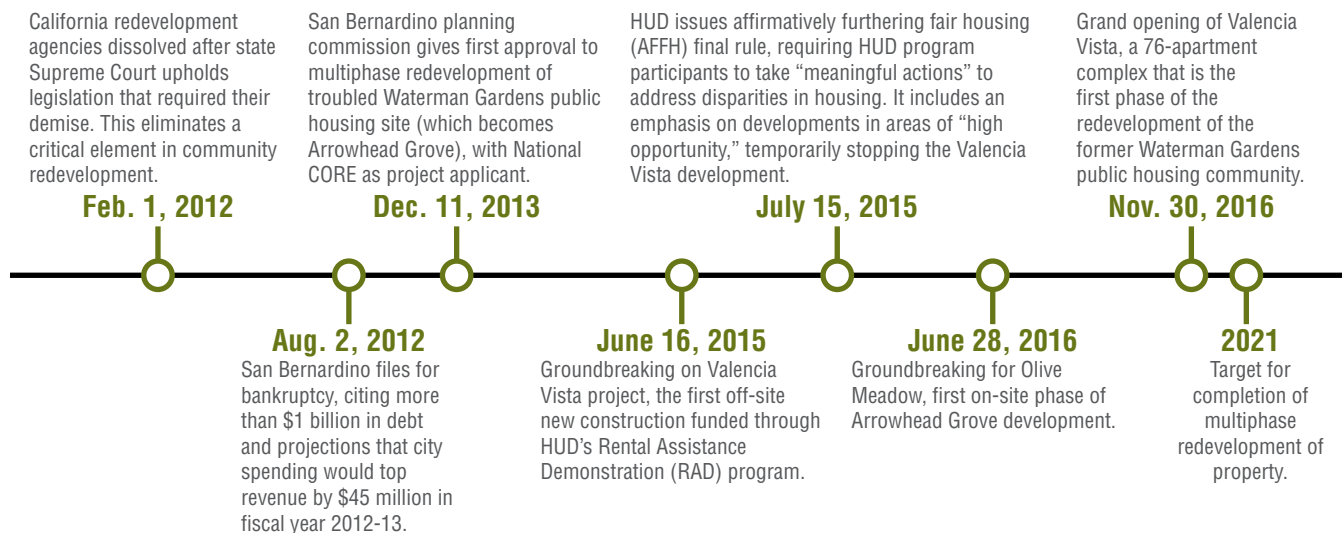 California redevelopment
agencies dissolved after state
Supreme Court upholds
legislation that required their
demise. This eliminates a
critical element in community
redevelopment.
Feb. 1, 2012
San Bernardino planning
commission gives first approval to
multiphase redevelopment of
troubled Waterman Gardens public
housing site (which becomes
Arrowhead Grove), with National
CORE as project applicant.
Dec. 11, 2013
HUD issues affirmatively furthering fair housing
(AFFH) final rule, requiring HUD program
participants to take “meaningful actions” to
address disparities in housing. It includes an
emphasis on developments in areas of “high
opportunity,” temporarily stopping the Valencia
Vista development.
July 15, 2015
Grand opening of Valencia
Vista, a 76-apartment
complex that is the
first phase of the
redevelopment of the
former Waterman Gardens
public housing community.
Nov. 30, 2016
Aug. 2, 2012
San Bernardino files for
bankruptcy, citing more
than $1 billion in debt
and projections that city
spending would top
revenue by $45 million in
fiscal year 2012-13.
June 16, 2015
Groundbreaking on Valencia
Vista project, the first off-site
new construction funded through
HUD’s Rental Assistance
Demonstration (RAD) program.
June 28, 2016
Groundbreaking for Olive
Meadow, first on-site phase of
Arrowhead Grove development.
2021
Target for
completion of
multiphase
redevelopment of
property.